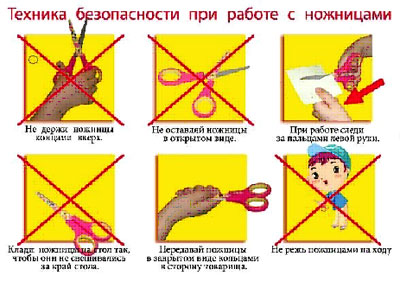 Техника безопасности при работе с ножницами
Не держи ножницы
концами вверх.
Не оставляй ножницы
в открытом виде.
При работе следи
за пальцами левой руки.
Клади ножницы на стол так,
чтобы они не свешивались
за край стола.
Передавай ножницы
в закрытом виде кольцами
в сторону товарища.
Не режь ножницами на ходу